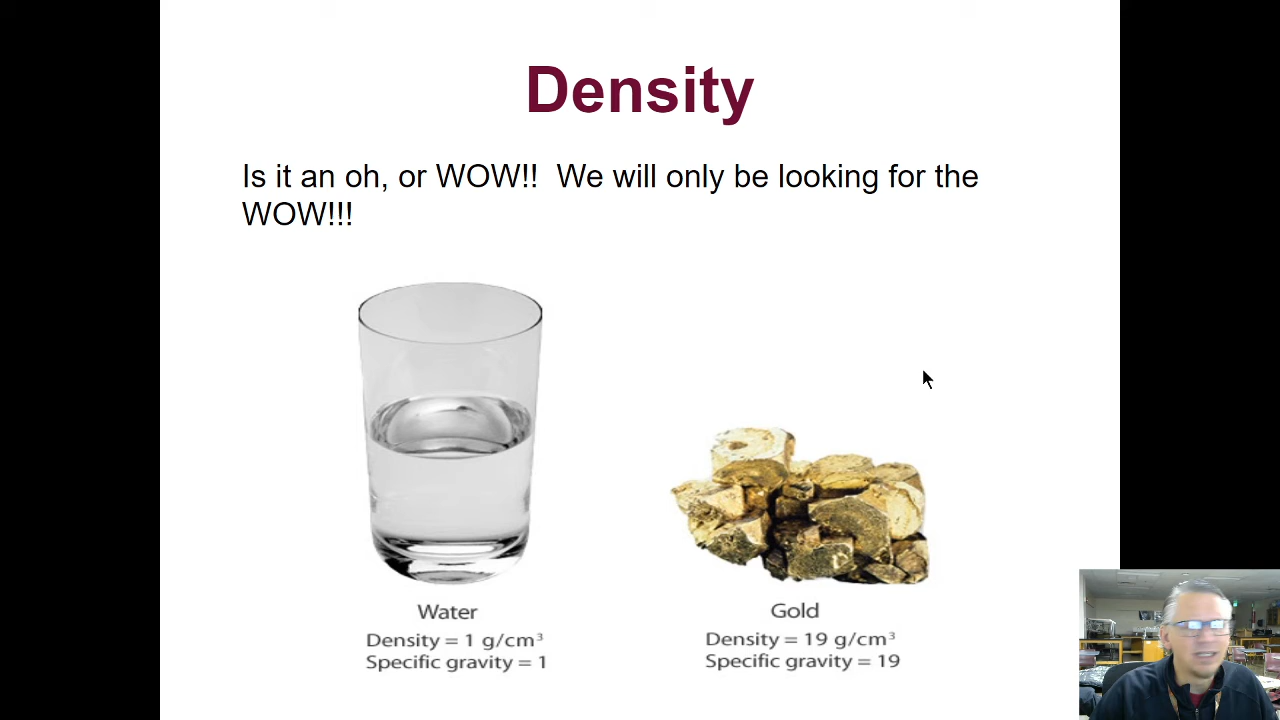 Density
Is it an oh, or WOW!!  We will only be looking for the
WOW!!!
Water
Density = 1 g/cm³
Specific gravity = 1
Gold
Density = 19 g/cm³
Specific gravity = 19